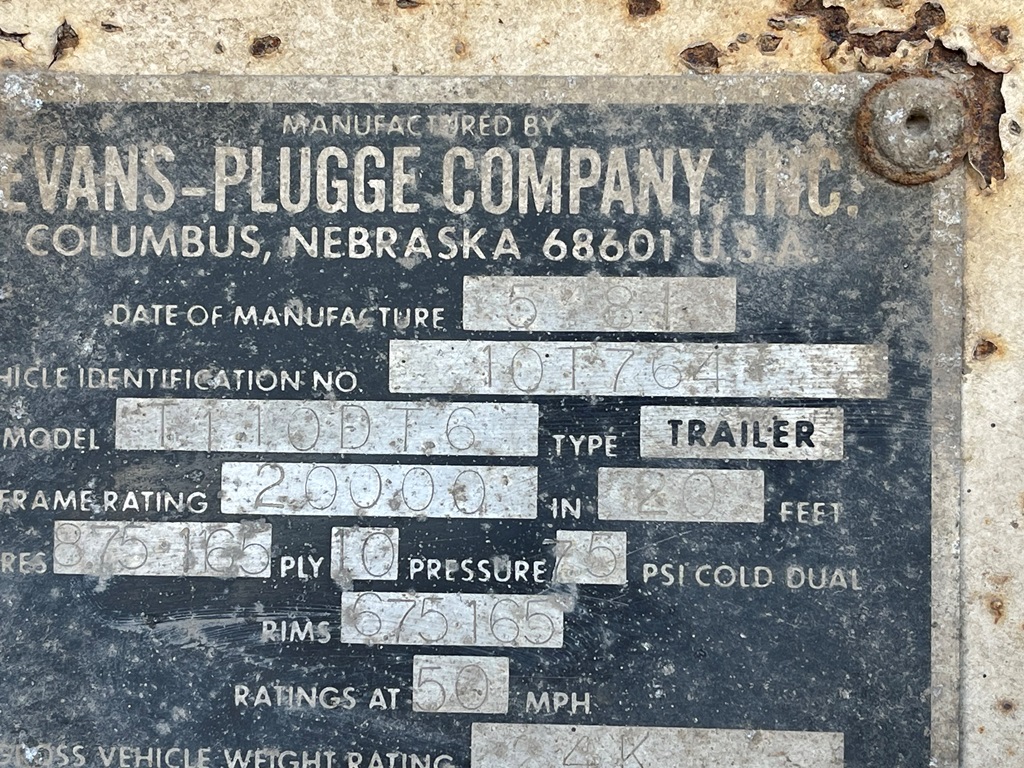 MANUFACTURED BY
EVANS-PLUGGE COMPANY, INC.
COLUMBUS, NEBRASKA 68601 U.S.A.
DATE OF MANUFACTURE 5 81
HICLE IDENTIFICATION NO. 10T764
MODEL T110DT6 TYPE TRAILER
FRAME RATING 20000 IN 20 FEET
RES 875 165 PLY 10 PRESSURE 75 PSI COLD DUAL
RIMS 675165
RATINGS AT 50 MPH
GROSS VEHICLE WEIGHT RATING 24K